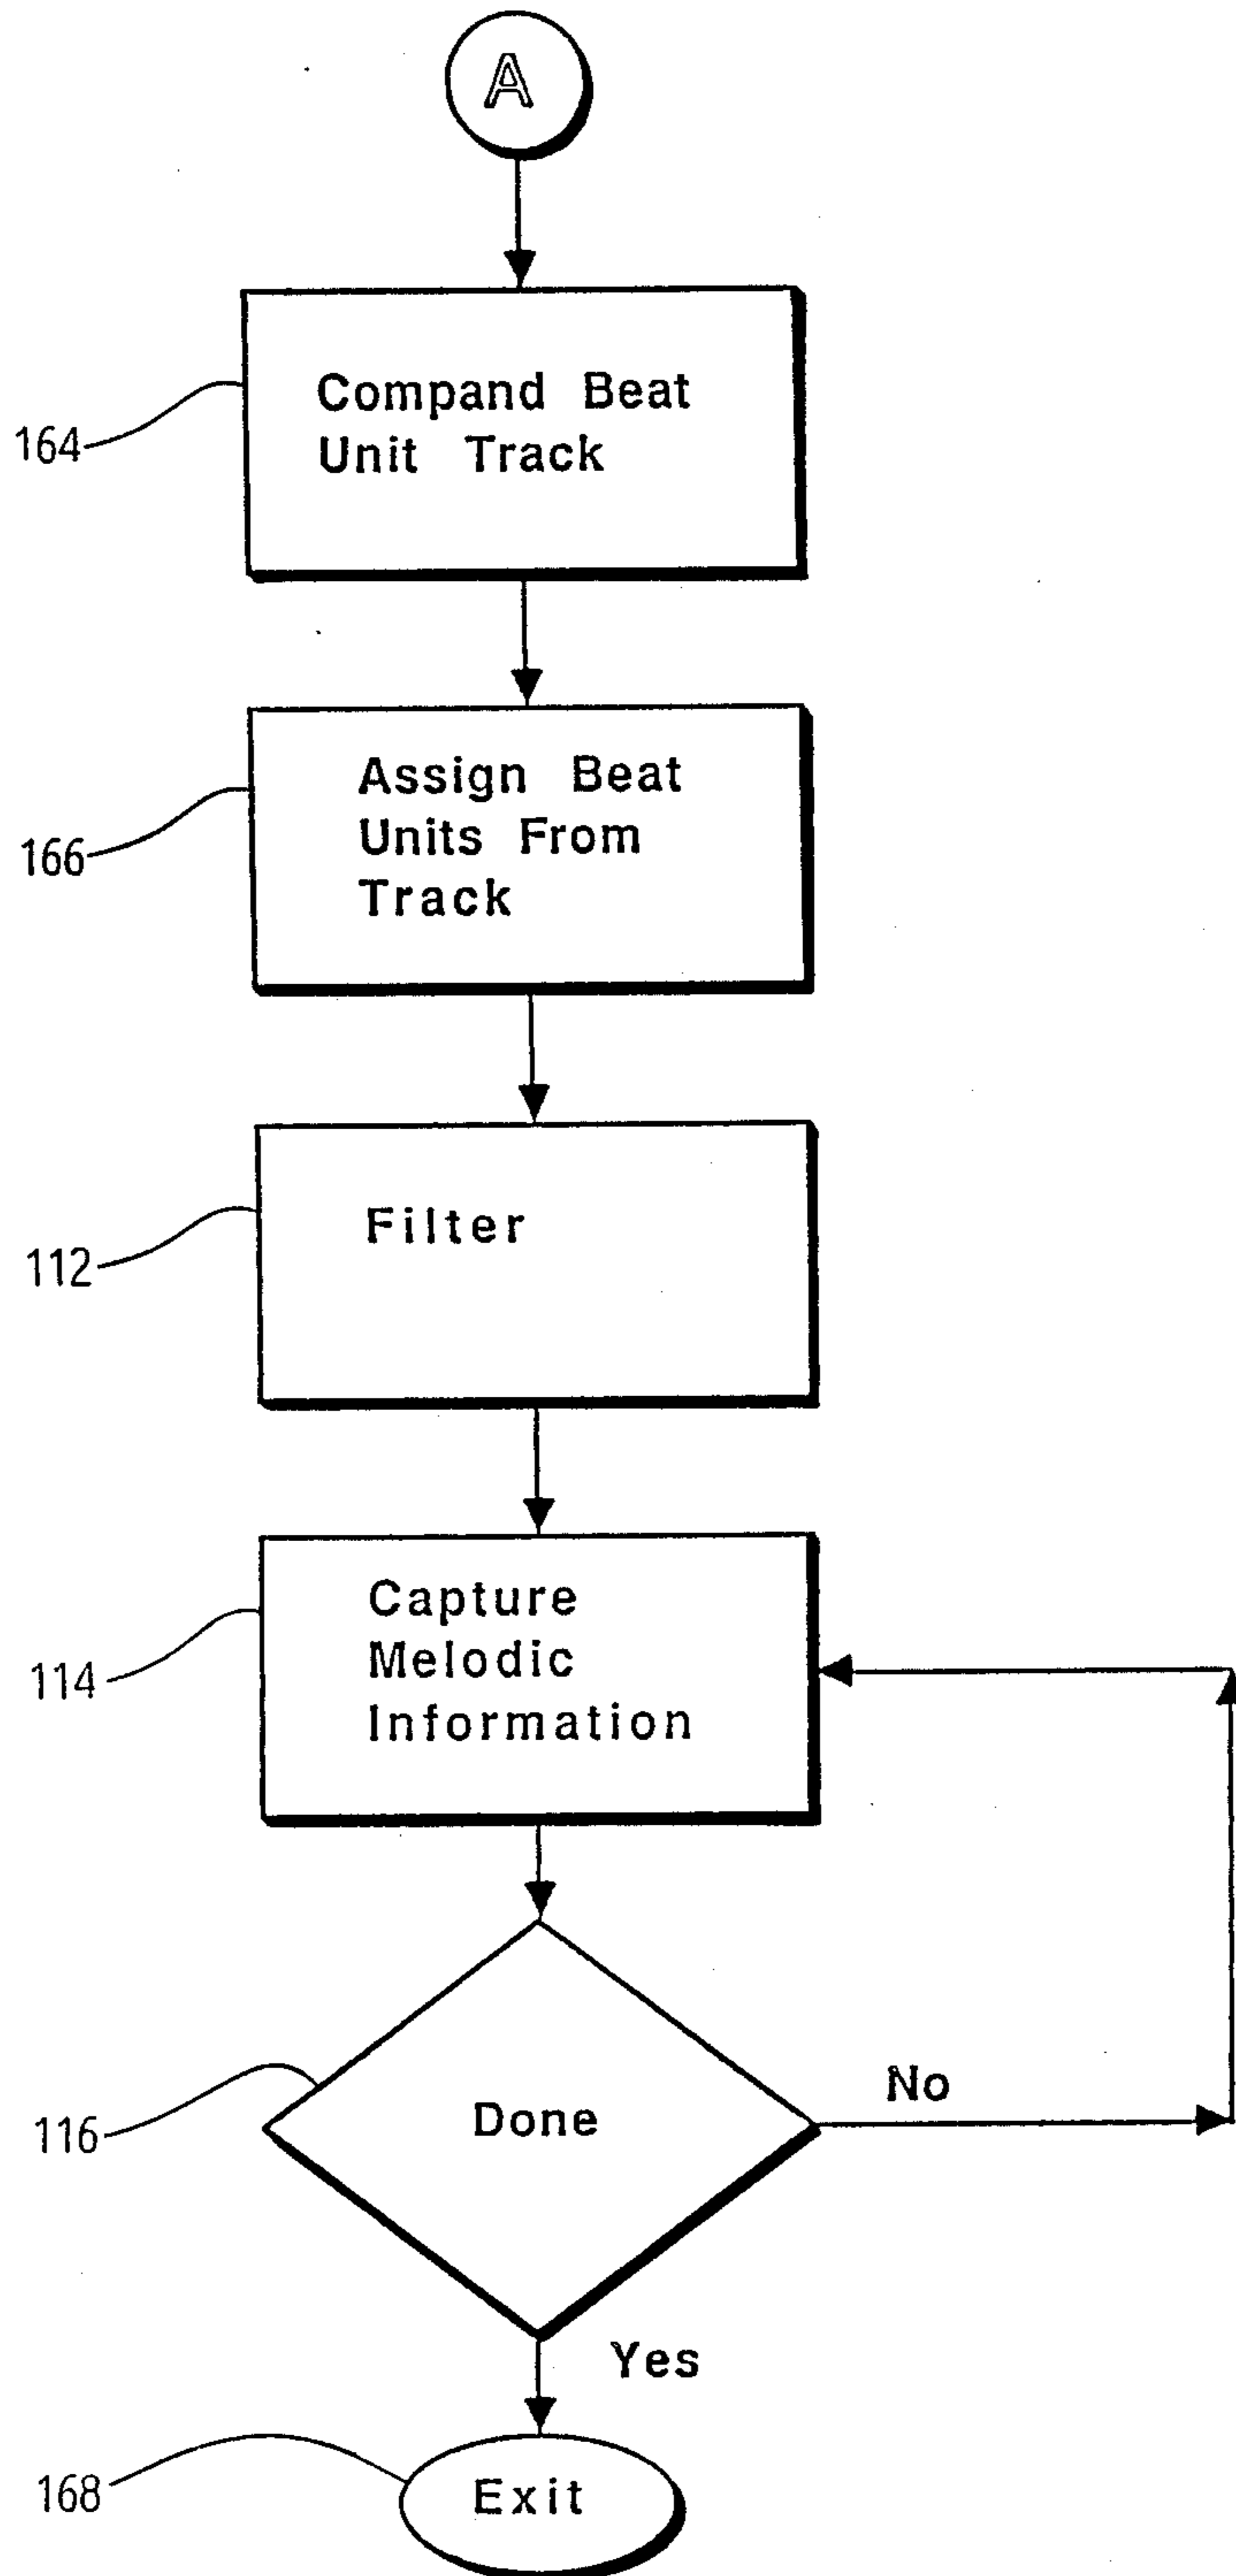 A
164
Compand Beat
Unit Track
166
Assign Beat
Units From
Track
112
Filter
114
Capture
Melodic
Information
116
Done
No
Yes
168
Exit